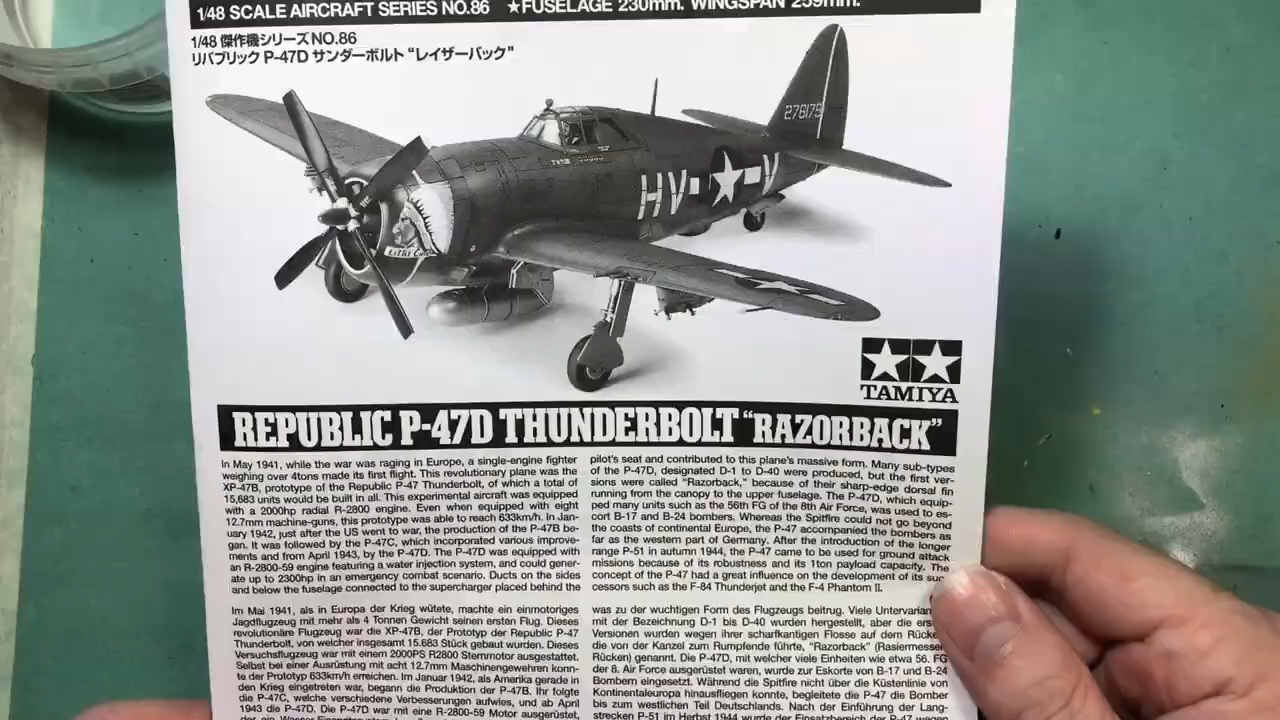 1/48 SCALE AIRCRAFT SERIES NO.86 ★FUSELAGE 230mm. WINGSPAN 259mm.
1/48 傑作機シリーズNO.86
リパブリック P-47D サンダーボルト “レイザーバック”
276179
HV-V
TAMIYA
REPUBLIC P-47D THUNDERBOLT “RAZORBACK”
In May 1941, while the war was raging in Europe, a single-engine fighter
weighing over 4tons made its first flight. This revolutionary plane was the
XP-47B, prototype of the Republic P-47 Thunderbolt, of which a total of
15,683 units would be built in all. This experimental aircraft was equipped
with a 2000hp radial R-2800 engine. Even when equipped with eight
12.7mm machine-guns, this prototype was able to reach 633km/h. In Jan-
uary 1942, just after the US went to war, the production of the P-47B be-
gan. It was followed by the P-47C, which incorporated various improve-
ments and from April 1943, by the P-47D. The P-47D was equipped with
an R-2800-59 engine featuring a water injection system, and could gener-
ate up to 2300hp in an emergency combat scenario. Ducts on the sides
and below the fuselage connected to the supercharger placed behind the
pilot's seat and contributed to this plane's massive form. Many sub-types
of the P-47D, designated D-1 to D-40 were produced, but the first ver-
sions were called “Razorback,” because of their sharp-edge dorsal fin
running from the canopy to the upper fuselage. The P-47D, which equip-
ped many units such as the 56th FG of the 8th Air Force, was used to es-
cort B-17 and B-24 bombers. Whereas the Spitfire could not go beyond
the coasts of continental Europe, the P-47 accompanied the bombers as
far as the western part of Germany. After the introduction of the longer
range P-51 in autumn 1944, the P-47 came to be used for ground attack
missions because of its robustness and its 1ton payload capacity. The
concept of the P-47 had a great influence on the development of its suc-
cessors such as the F-84 Thunderjet and the F-4 Phantom II.
Im Mai 1941, als in Europa der Krieg wütete, machte ein einmotoriges
Jagdflugzeug mit mehr als 4 Tonnen Gewicht seinen ersten Flug. Dieses
revolutionäre Flugzeug war die XP-47B, der Prototyp der Republic P-47
Thunderbolt, von welcher insgesamt 15.683 Stück gebaut wurden. Dieses
Versuchsflugzeug war mit einem 2000PS R2800 Sternmotor ausgestattet.
Selbst bei einer Ausrüstung mit acht 12.7mm Maschinengewehren konn-
te der Prototyp 633km/h erreichen. Im Januar 1942, als Amerika gerade in
den Krieg eingetreten war, begann die Produktion der P-47B. Ihr folgte
die P-47C, welche verschiedene Verbesserungen aufwies, und ab April
1943 die P-47D. Die P-47D war mit einer R-2800-59 Motor ausgerüstet,
der ein Wasser-Einspritzsystem
was zu der wuchtigen Form des Flugzeugs beitrug. Viele Untervarian
mit der Bezeichnung D-1 bis D-40 wurden hergestellt, aber die ers
Versionen wurden wegen ihrer scharfkantigen Flosse auf dem Rücke
die von der Kanzel zum Rumpfende führte, “Razorback” (Rasiermesser
Rücken) genannt. Die P-47D, mit welcher viele Einheiten wie etwa 56. FG
der 8. Air Force ausgerüstet waren, wurde zur Eskorte von B-17 und B-24
Bombern eingesetzt. Während die Spitfire nicht über die Küstenlinie von
Kontinentaleuropa hinausfliegen konnte, begleitete die P-47 die Bomber
bis zum westlichen Teil Deutschlands. Nach der Einführung der Lang-
strecken P-51 im Herbst 1944 wurde der Einsatzbereich der P-47 wegen